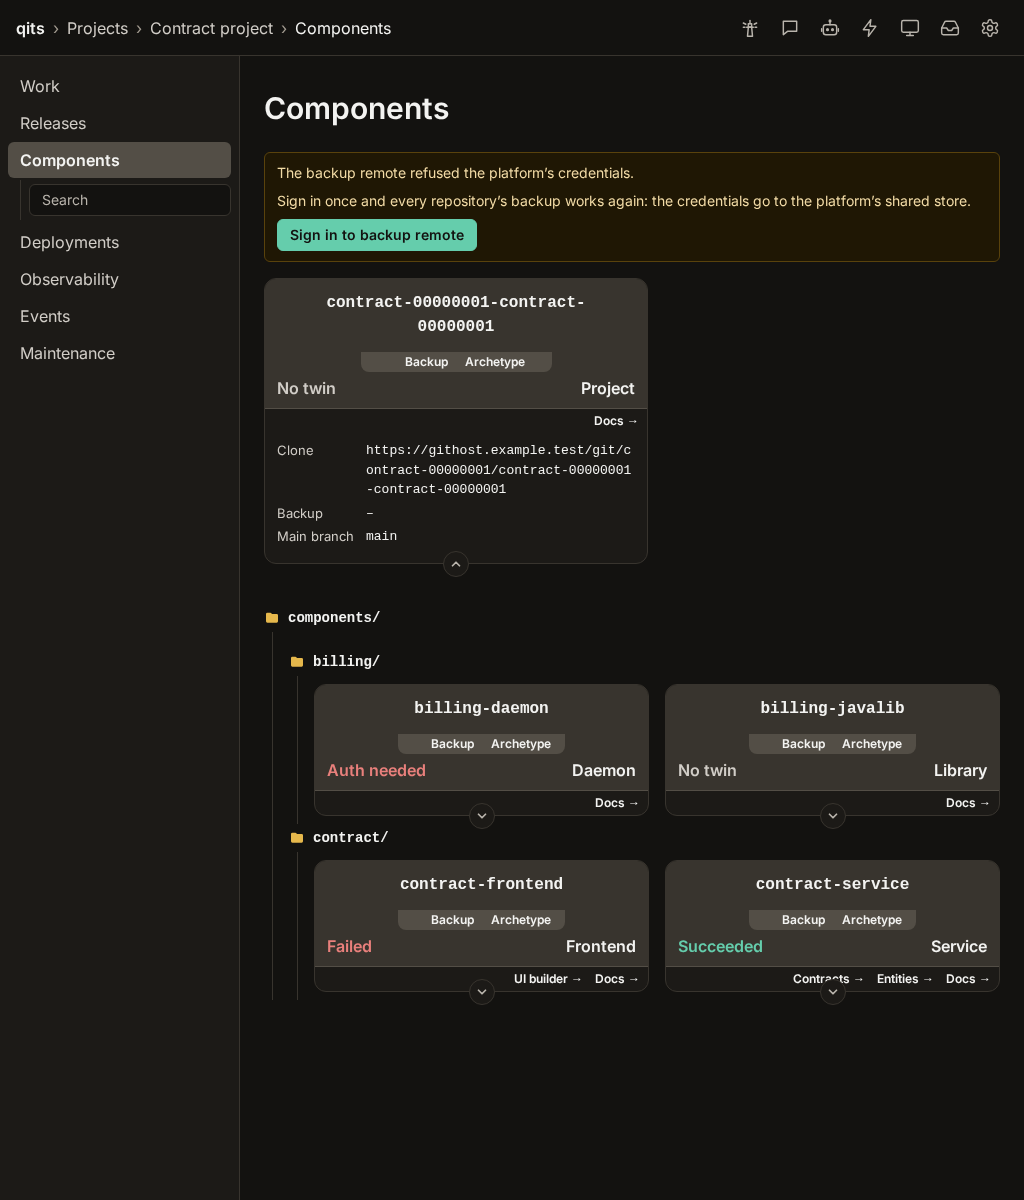 qits › Projects › Contract project › Components
Work
Releases
Components
Search
Deployments
Observability
Events
Maintenance
Components
The backup remote refused the platform’s credentials.
Sign in once and every repository’s backup works again: the credentials go to the platform’s shared store.
Sign in to backup remote
contract-00000001-contract-
00000001
Backup Archetype
No twin Project
Docs →
Clone https://githost.example.test/git/c
ontract-00000001/contract-00000001
-contract-00000001
Backup –
Main branch main
components/
billing/
billing-daemon
Backup Archetype
Auth needed Daemon
Docs →
billing-javalib
Backup Archetype
No twin Library
Docs →
contract/
contract-frontend
Backup Archetype
Failed Frontend
UI builder → Docs →
contract-service
Backup Archetype
Succeeded Service
Contracts → Entities → Docs →